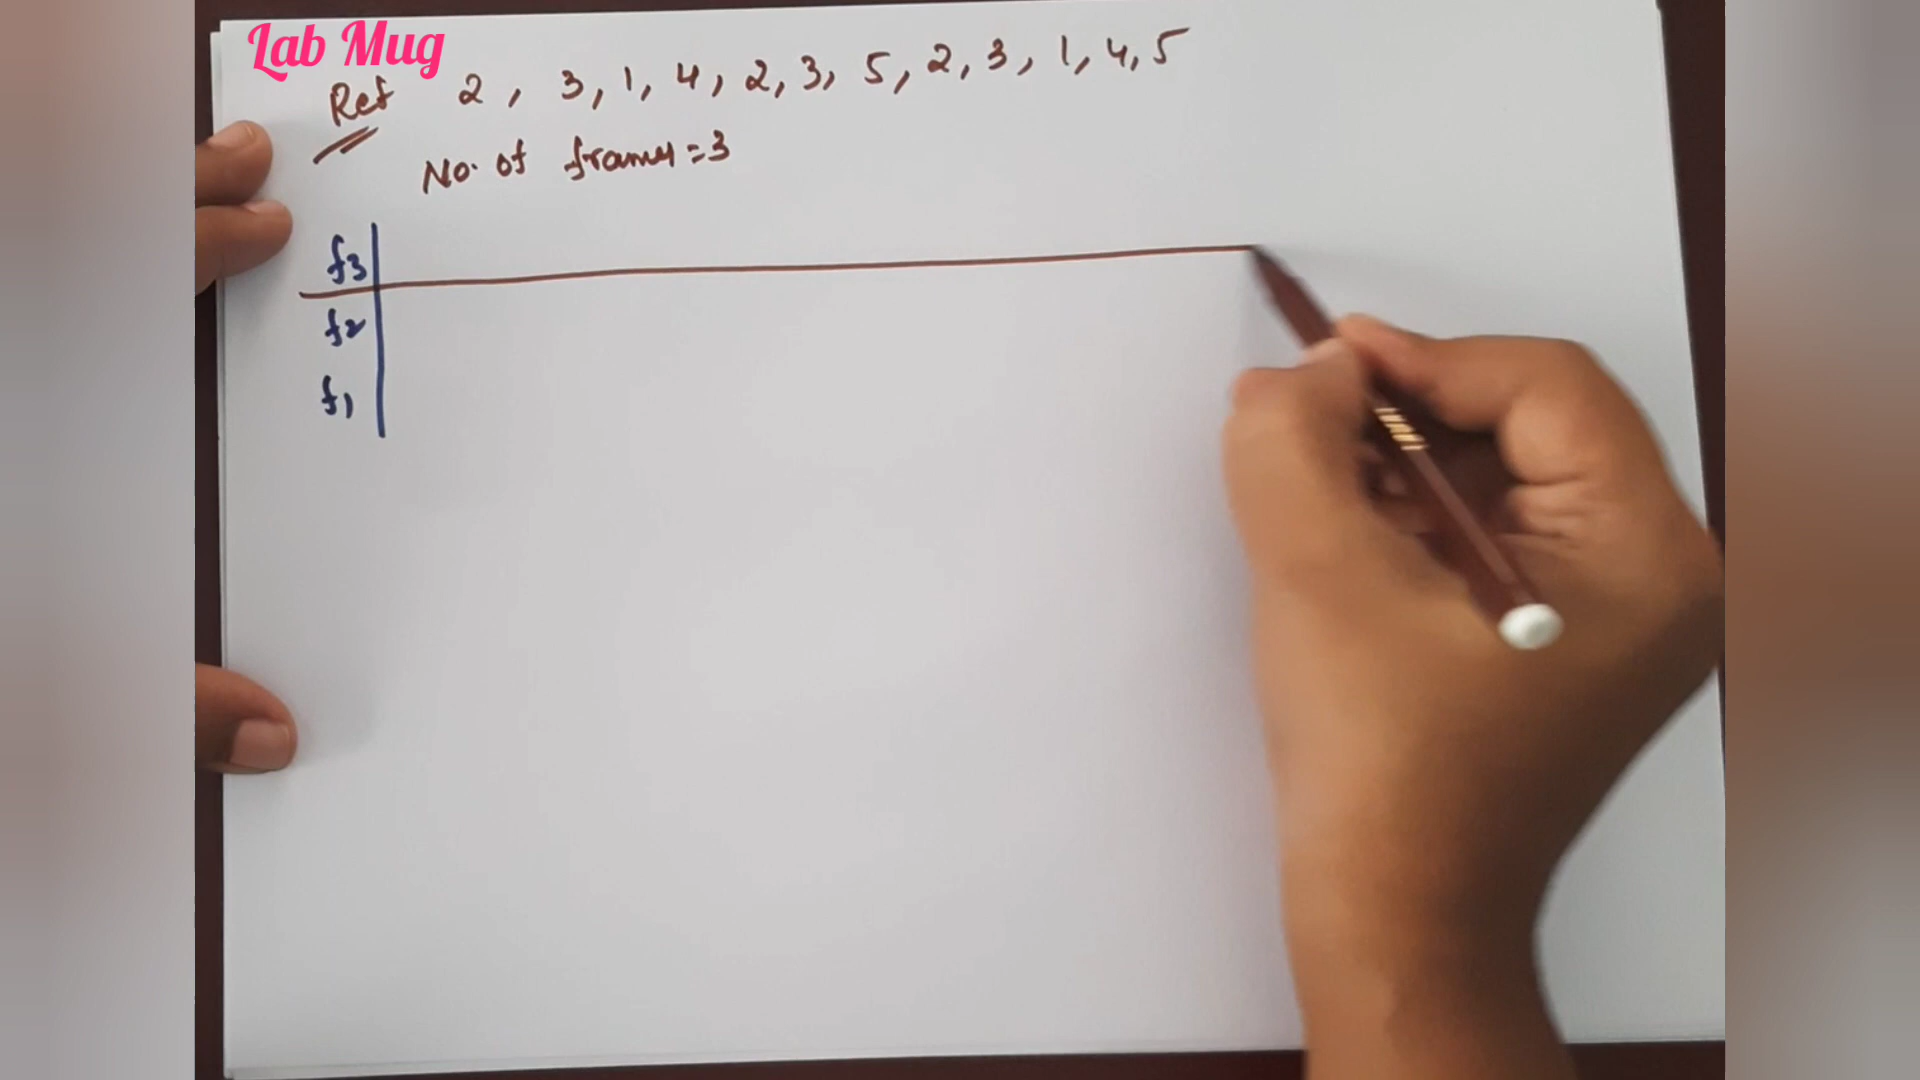 Lab Mug
Ref 2, 3, 1, 4, 2, 3, 5, 2, 3, 1, 4, 5
No. of frames=3
f3
f2
f1